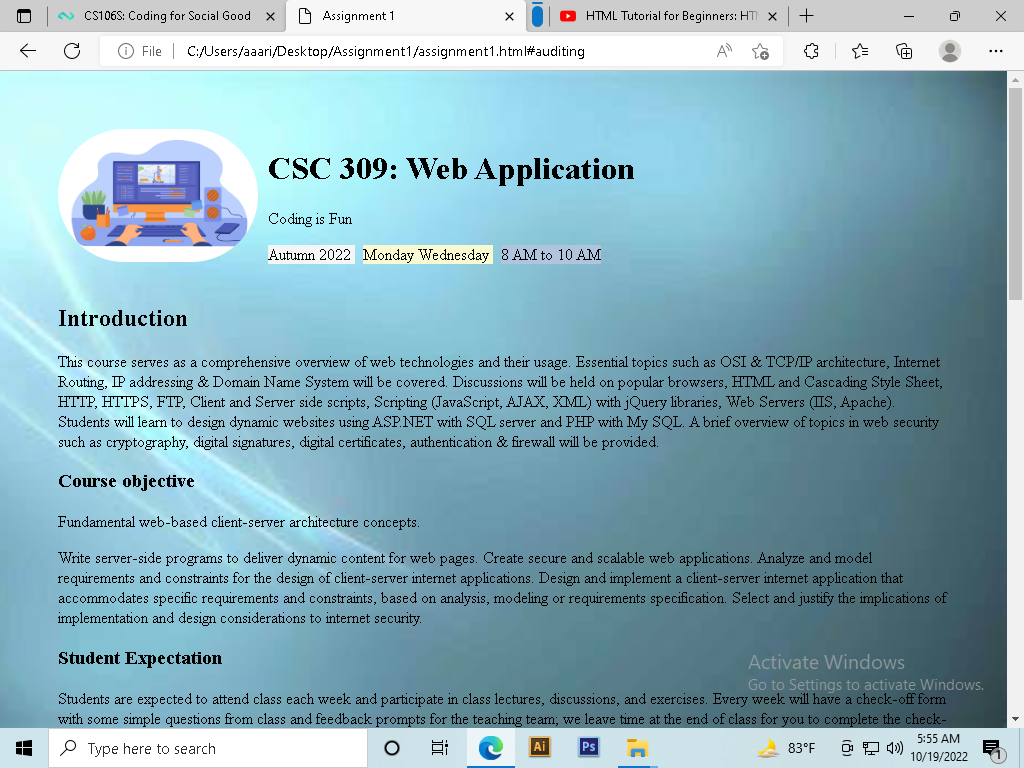 CS106S: Coding for Social Good
Assignment 1
HTML Tutorial for Beginners: HT
File
C:/Users/aaari/Desktop/Assignment1/assignment1.html#auditing
CSC 309: Web Application
Coding is Fun
Autumn 2022 Monday Wednesday 8 AM to 10 AM
Introduction
This course serves as a comprehensive overview of web technologies and their usage. Essential topics such as OSI & TCP/IP architecture, Internet
Routing, IP addressing & Domain Name System will be covered. Discussions will be held on popular browsers, HTML and Cascading Style Sheet,
HTTP, HTTPS, FTP, Client and Server side scripts, Scripting (JavaScript, AJAX, XML) with jQuery libraries, Web Servers (IIS, Apache).
Students will learn to design dynamic websites using ASP.NET with SQL server and PHP with My SQL. A brief overview of topics in web security
such as cryptography, digital signatures, digital certificates, authentication & firewall will be provided.
Course objective
Fundamental web-based client-server architecture concepts.
Write server-side programs to deliver dynamic content for web pages. Create secure and scalable web applications. Analyze and model
requirements and constraints for the design of client-server internet applications. Design and implement a client-server internet application that
accommodates specific requirements and constraints, based on analysis, modeling or requirements specification. Select and justify the implications of
implementation and design considerations to internet security.
Student Expectation
Students are expected to attend class each week and participate in class lectures, discussions, and exercises. Every week will have a check-off form
with some simple questions from class and feedback prompts for the teaching team; we leave time at the end of class for you to complete the check-
Activate Windows
Go to Settings to activate Windows.
Type here to search
Ai
Ps
83°F
5:55 AM
10/19/2022
1